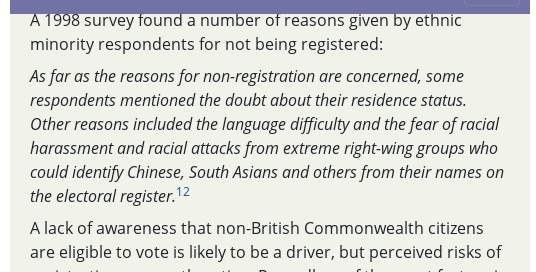 A 1998 survey found a number of reasons given by ethnic
minority respondents for not being registered:
As far as the reasons for non-registration are concerned, some
respondents mentioned the doubt about their residence status.
Other reasons included the language difficulty and the fear of racial
harassment and racial attacks from extreme right-wing groups who
could identify Chinese, South Asians and others from their names on
the electoral register.12
A lack of awareness that non-British Commonwealth citizens
are eligible to vote is likely to be a driver, but perceived risks of